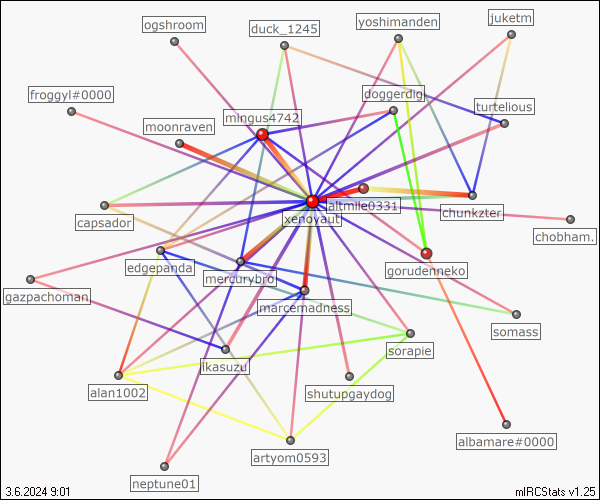 ogshroom
duck_1245
yoshimanden
juketm
froggyl#0000
doggerdig
turtelious
mingus4742
moonraven
capsador
xenoyaut
altmile0331
chunkzter
chobham.
edgepanda
mercurybro
gorudenneko
gazpachoman
marcemadness
somass
ikasuzu
sorapie
alan1002
shutupgaydog
albamare#0000
artyom0593
neptune01
3.6.2024 9:01
mIRCStats v1.25